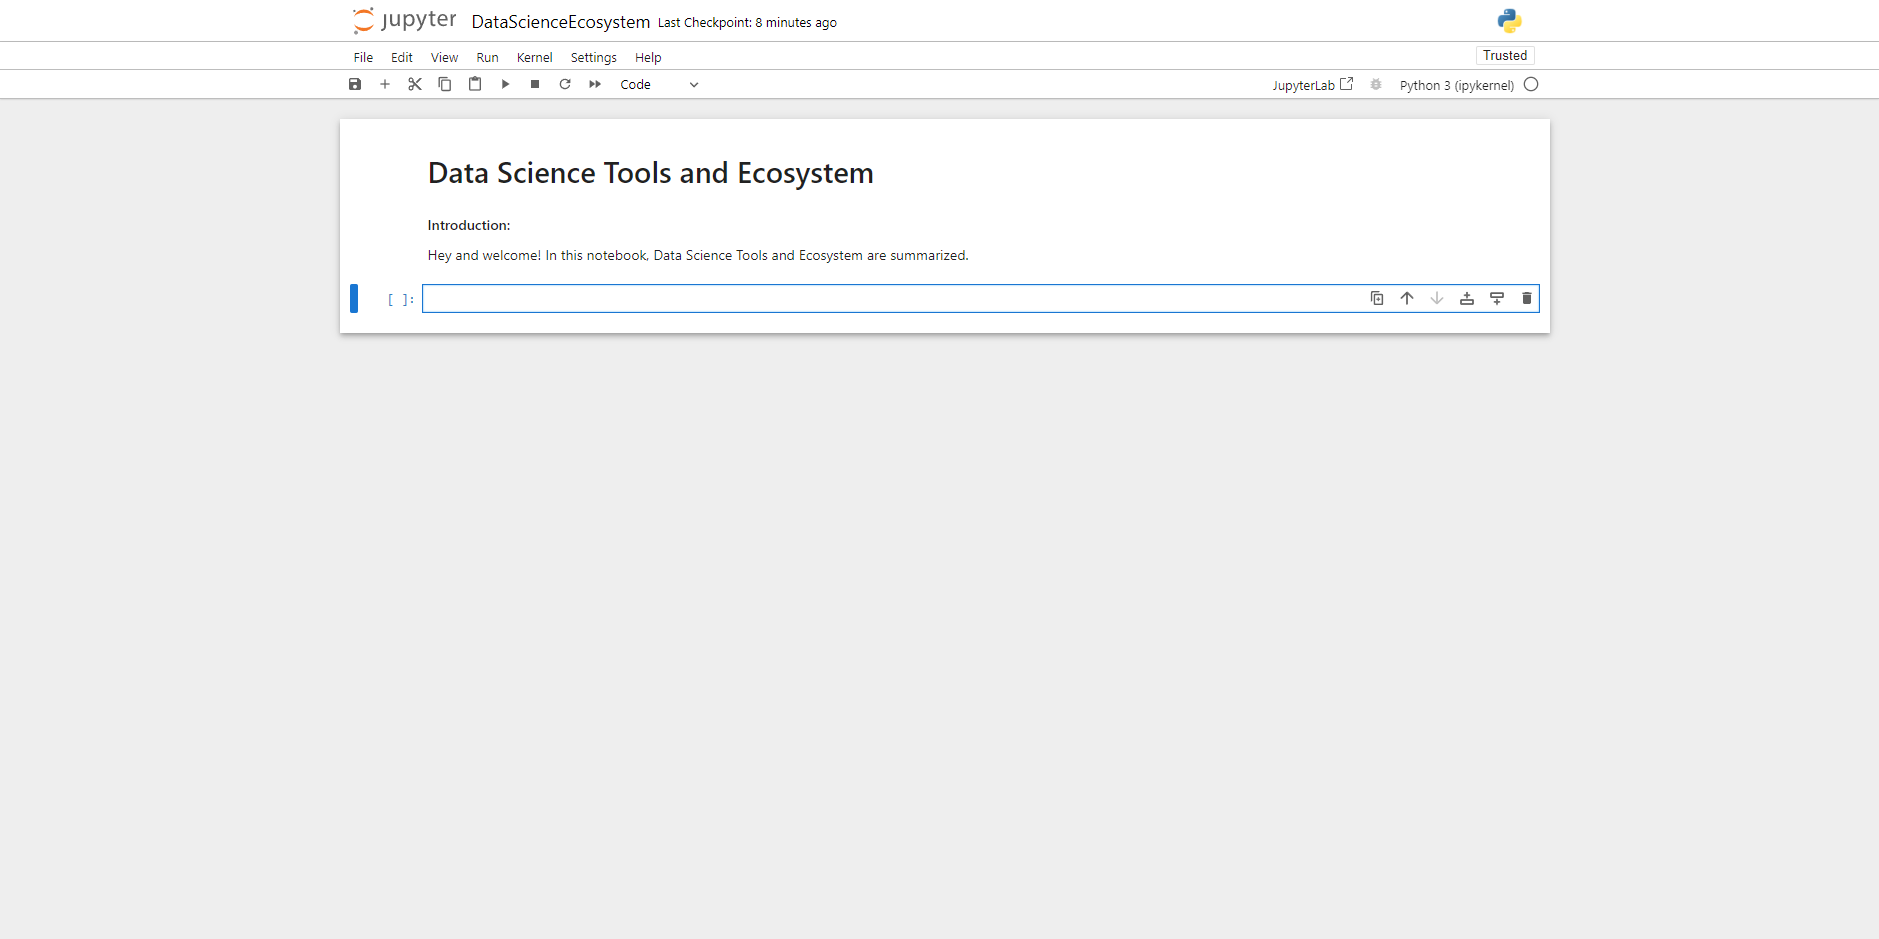 jupyter DataScienceEcosystem Last Checkpoint: 8 minutes ago
File Edit View Run Kernel Settings Help Trusted
Code JupyterLab Python 3 (ipykernel)
Data Science Tools and Ecosystem
Introduction:
Hey and welcome! In this notebook, Data Science Tools and Ecosystem are summarized.
[ ]: